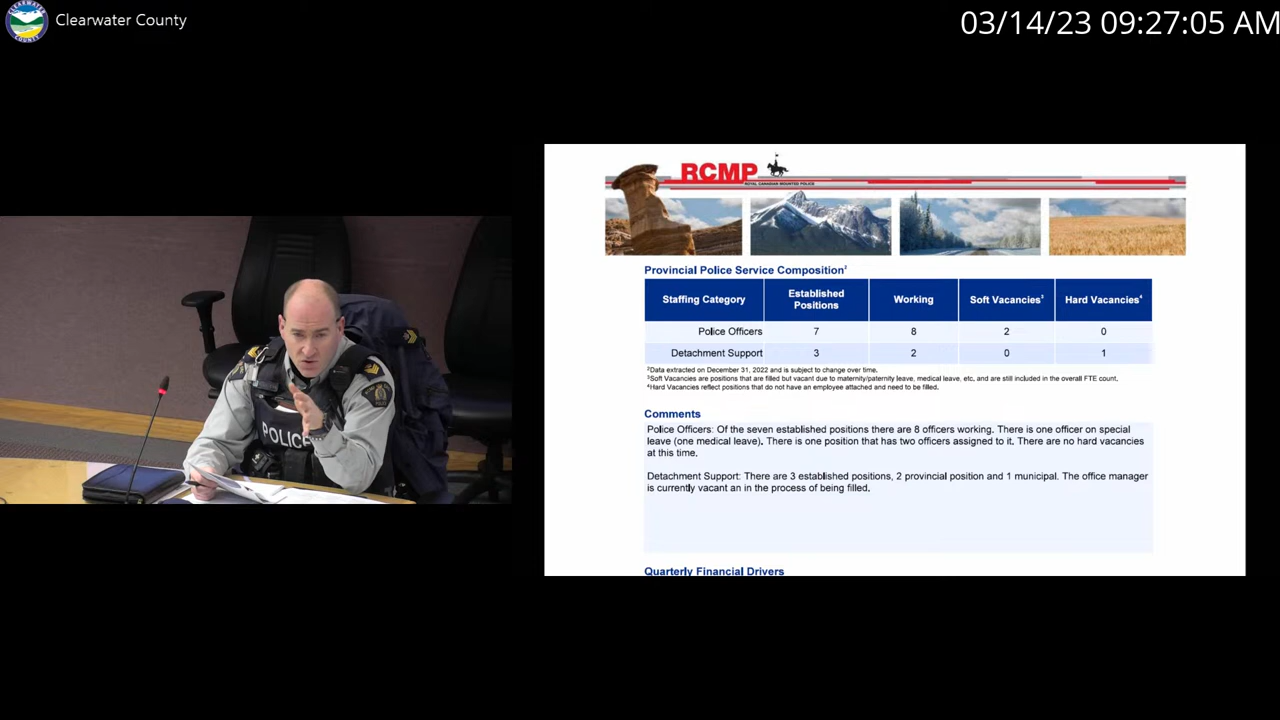 Clearwater County
03/14/23 09:27:05 AM
CLEARWATER
COUNTY
RCMP
ROYAL CANADIAN MOUNTED POLICE
POLICE
Provincial Police Service Composition²
Staffing Category Established Positions Working Soft Vacancies³ Hard Vacancies⁴
Police Officers 7 8 2 0
Detachment Support 3 2 0 1
²Data extracted on December 31, 2022 and is subject to change over time.
³Soft Vacancies are positions that are filled but vacant due to maternity/paternity leave, medical leave, etc, and are still included in the overall FTE count.
⁴Hard Vacancies reflect positions that do not have an employee attached and need to be filled.
Comments
Police Officers: Of the seven established positions there are 8 officers working. There is one officer on special
leave (one medical leave). There is one position that has two officers assigned to it. There are no hard vacancies
at this time.
Detachment Support: There are 3 established positions, 2 provincial position and 1 municipal. The office manager
is currently vacant an in the process of being filled.
Quarterly Financial Drivers